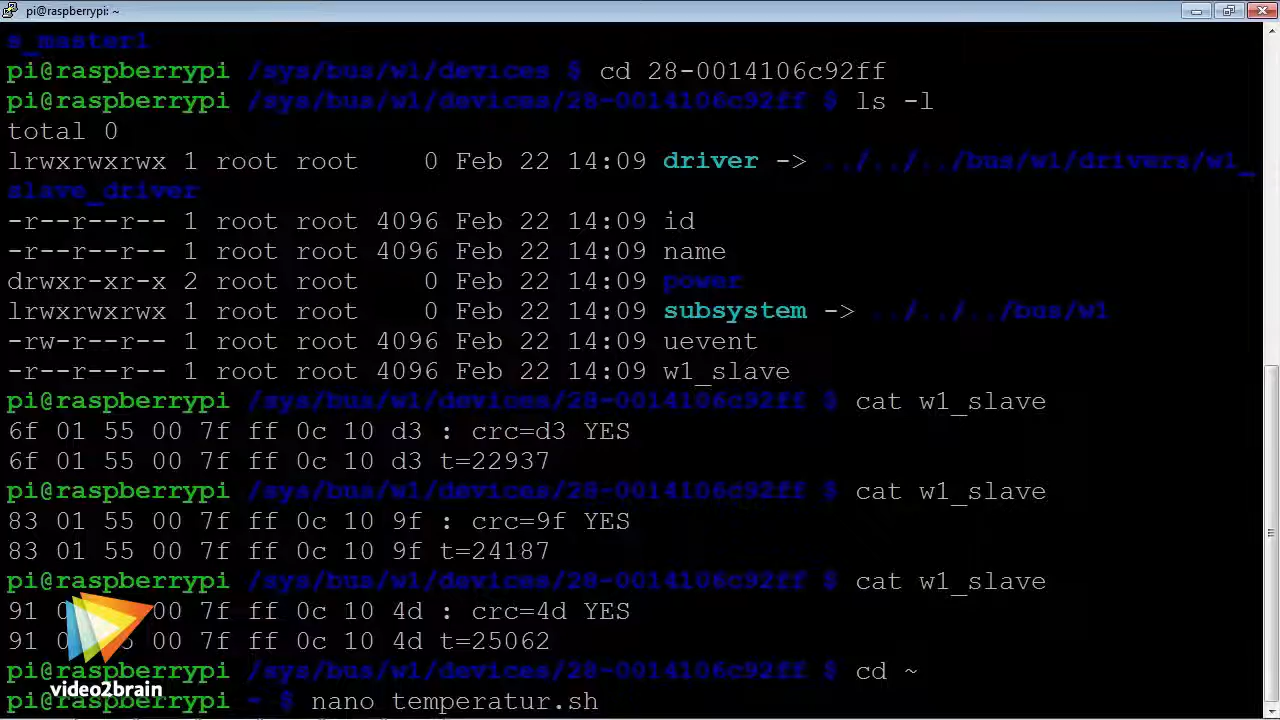 pi@raspberrypi: ~
s_master1
pi@raspberrypi /sys/bus/w1/devices $ cd 28-0014106c92ff
pi@raspberrypi /sys/bus/w1/devices/28-0014106c92ff $ ls -l
total 0
lrwxrwxrwx 1 root root    0 Feb 22 14:09 driver -> ../../../bus/w1/drivers/w1_
slave_driver
-r--r--r-- 1 root root 4096 Feb 22 14:09 id
-r--r--r-- 1 root root 4096 Feb 22 14:09 name
drwxr-xr-x 2 root root    0 Feb 22 14:09 power
lrwxrwxrwx 1 root root    0 Feb 22 14:09 subsystem -> ../../../bus/w1
-rw-r--r-- 1 root root 4096 Feb 22 14:09 uevent
-r--r--r-- 1 root root 4096 Feb 22 14:09 w1_slave
pi@raspberrypi /sys/bus/w1/devices/28-0014106c92ff $ cat w1_slave
6f 01 55 00 7f ff 0c 10 d3 : crc=d3 YES
6f 01 55 00 7f ff 0c 10 d3 t=22937
pi@raspberrypi /sys/bus/w1/devices/28-0014106c92ff $ cat w1_slave
83 01 55 00 7f ff 0c 10 9f : crc=9f YES
83 01 55 00 7f ff 0c 10 9f t=24187
pi@raspberrypi /sys/bus/w1/devices/28-0014106c92ff $ cat w1_slave
91 00 7f ff 0c 10 4d : crc=4d YES
91 00 7f ff 0c 10 4d t=25062
pi@raspberrypi /sys/bus/w1/devices/28-0014106c92ff $ cd ~
video2brain
pi@raspberrypi ~ $ nano temperatur.sh